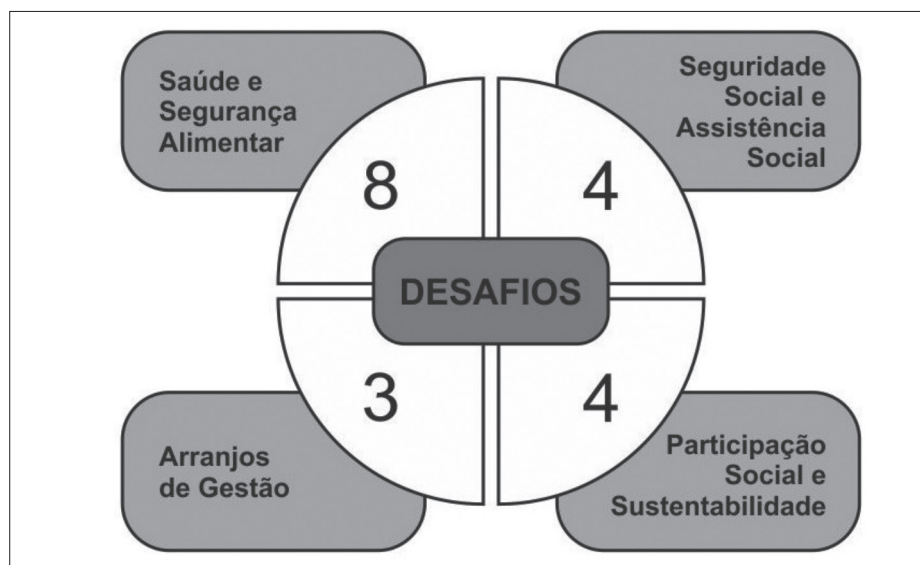 Saúde e
Segurança
Alimentar
8
Seguridade
Social e
Assistência
Social
4
DESAFIOS
Arranjos
de Gestão
3
Participação
Social e
Sustentabilidade
4